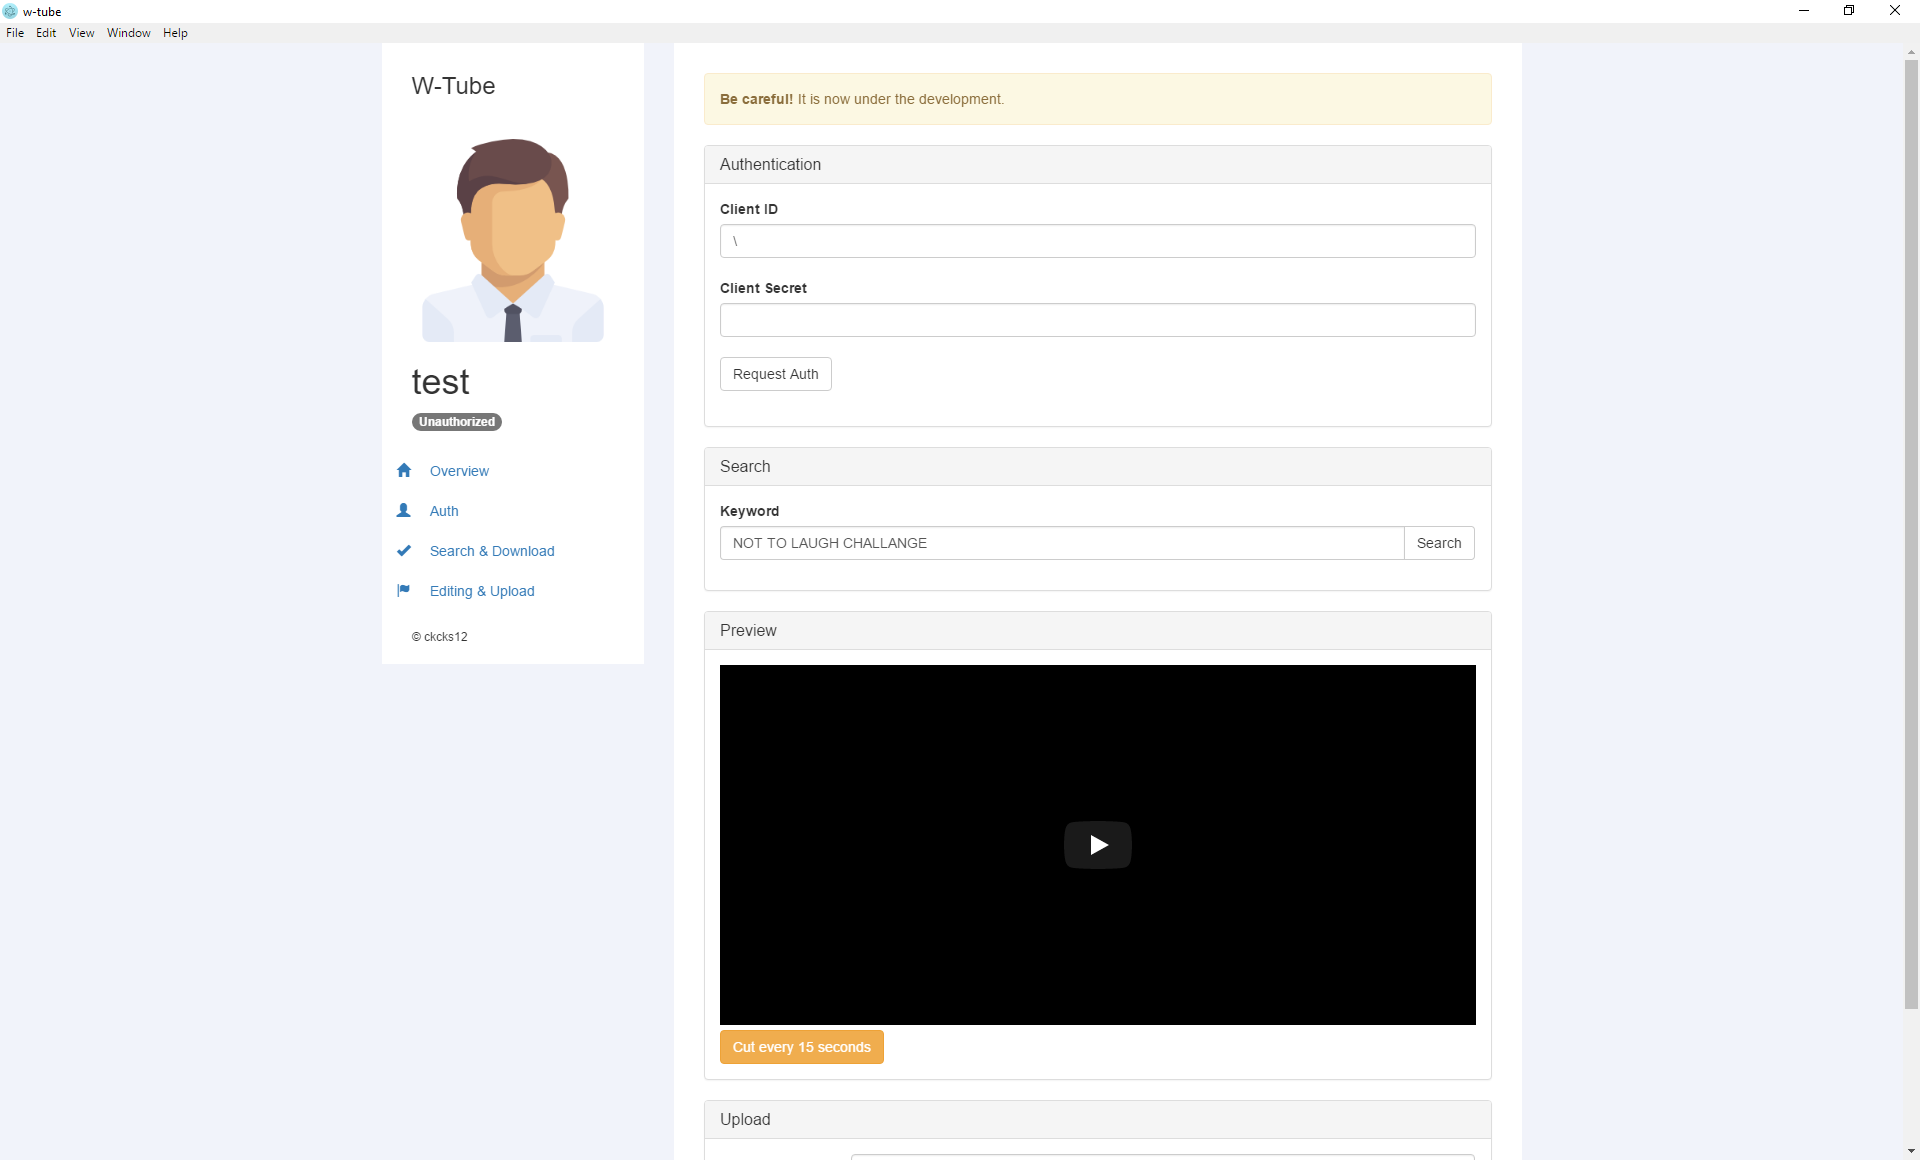 w-tube
File Edit View Window Help
W-Tube
test
Unauthorized
Overview
Auth
Search & Download
Editing & Upload
© ckcks12
Be careful! It is now under the development.
Authentication
Client ID
\
Client Secret
Request Auth
Search
Keyword
NOT TO LAUGH CHALLANGE Search
Preview
Cut every 15 seconds
Upload